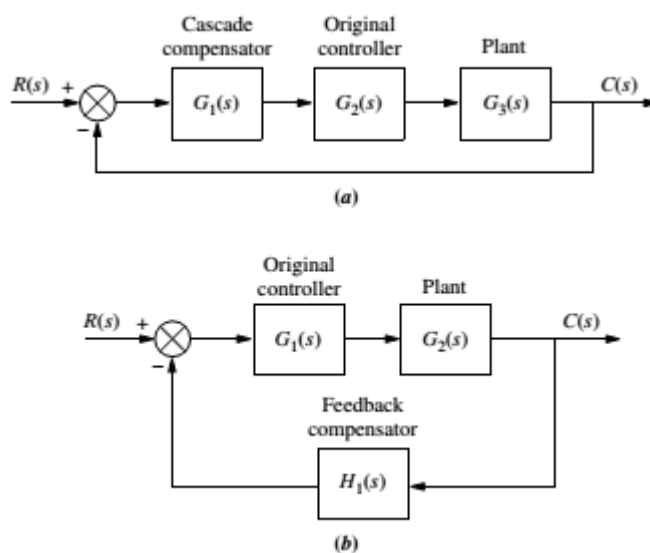 Cascade
compensator
Original
controller
Plant
R(s)
+
−
G1(s)
G2(s)
G3(s)
C(s)
(a)
Original
controller
Plant
R(s)
+
−
G1(s)
G2(s)
C(s)
Feedback
compensator
H1(s)
(b)